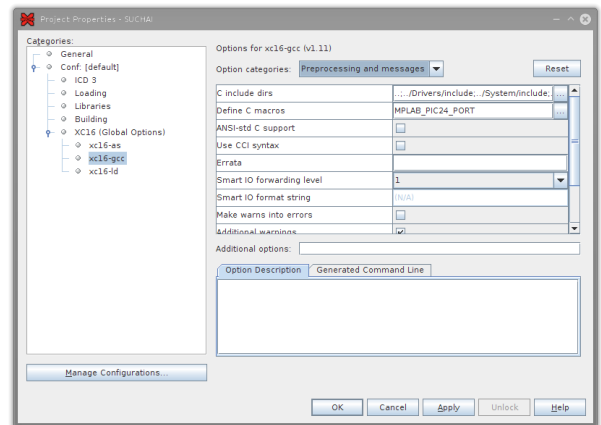 Project Properties - SUCHAI
Categories:
General
Conf: [default]
ICD 3
Loading
Libraries
Building
XC16 (Global Options)
xc16-as
xc16-gcc
xc16-ld
Manage Configurations...
Options for xc16-gcc (v1.11)
Option categories: Preprocessing and messages Reset
C include dirs ..;../Drivers/include;../System/include; ...
Define C macros MPLAB_PIC24_PORT ...
ANSI-std C support
Use CCI syntax
Errata
Smart IO forwarding level 1
Smart IO format string (N/A)
Make warns into errors
Additional warnings
Additional options:
Option Description Generated Command Line
OK Cancel Apply Unlock Help